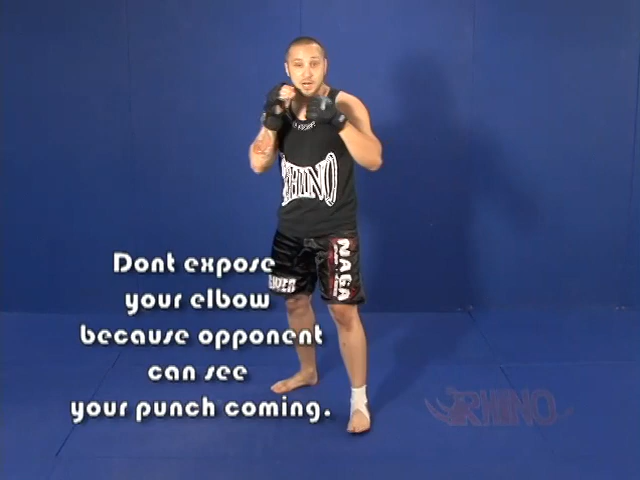 RHINO
NAGA
Dont expose
your elbow
because opponent
can see
your punch coming.
RHINO